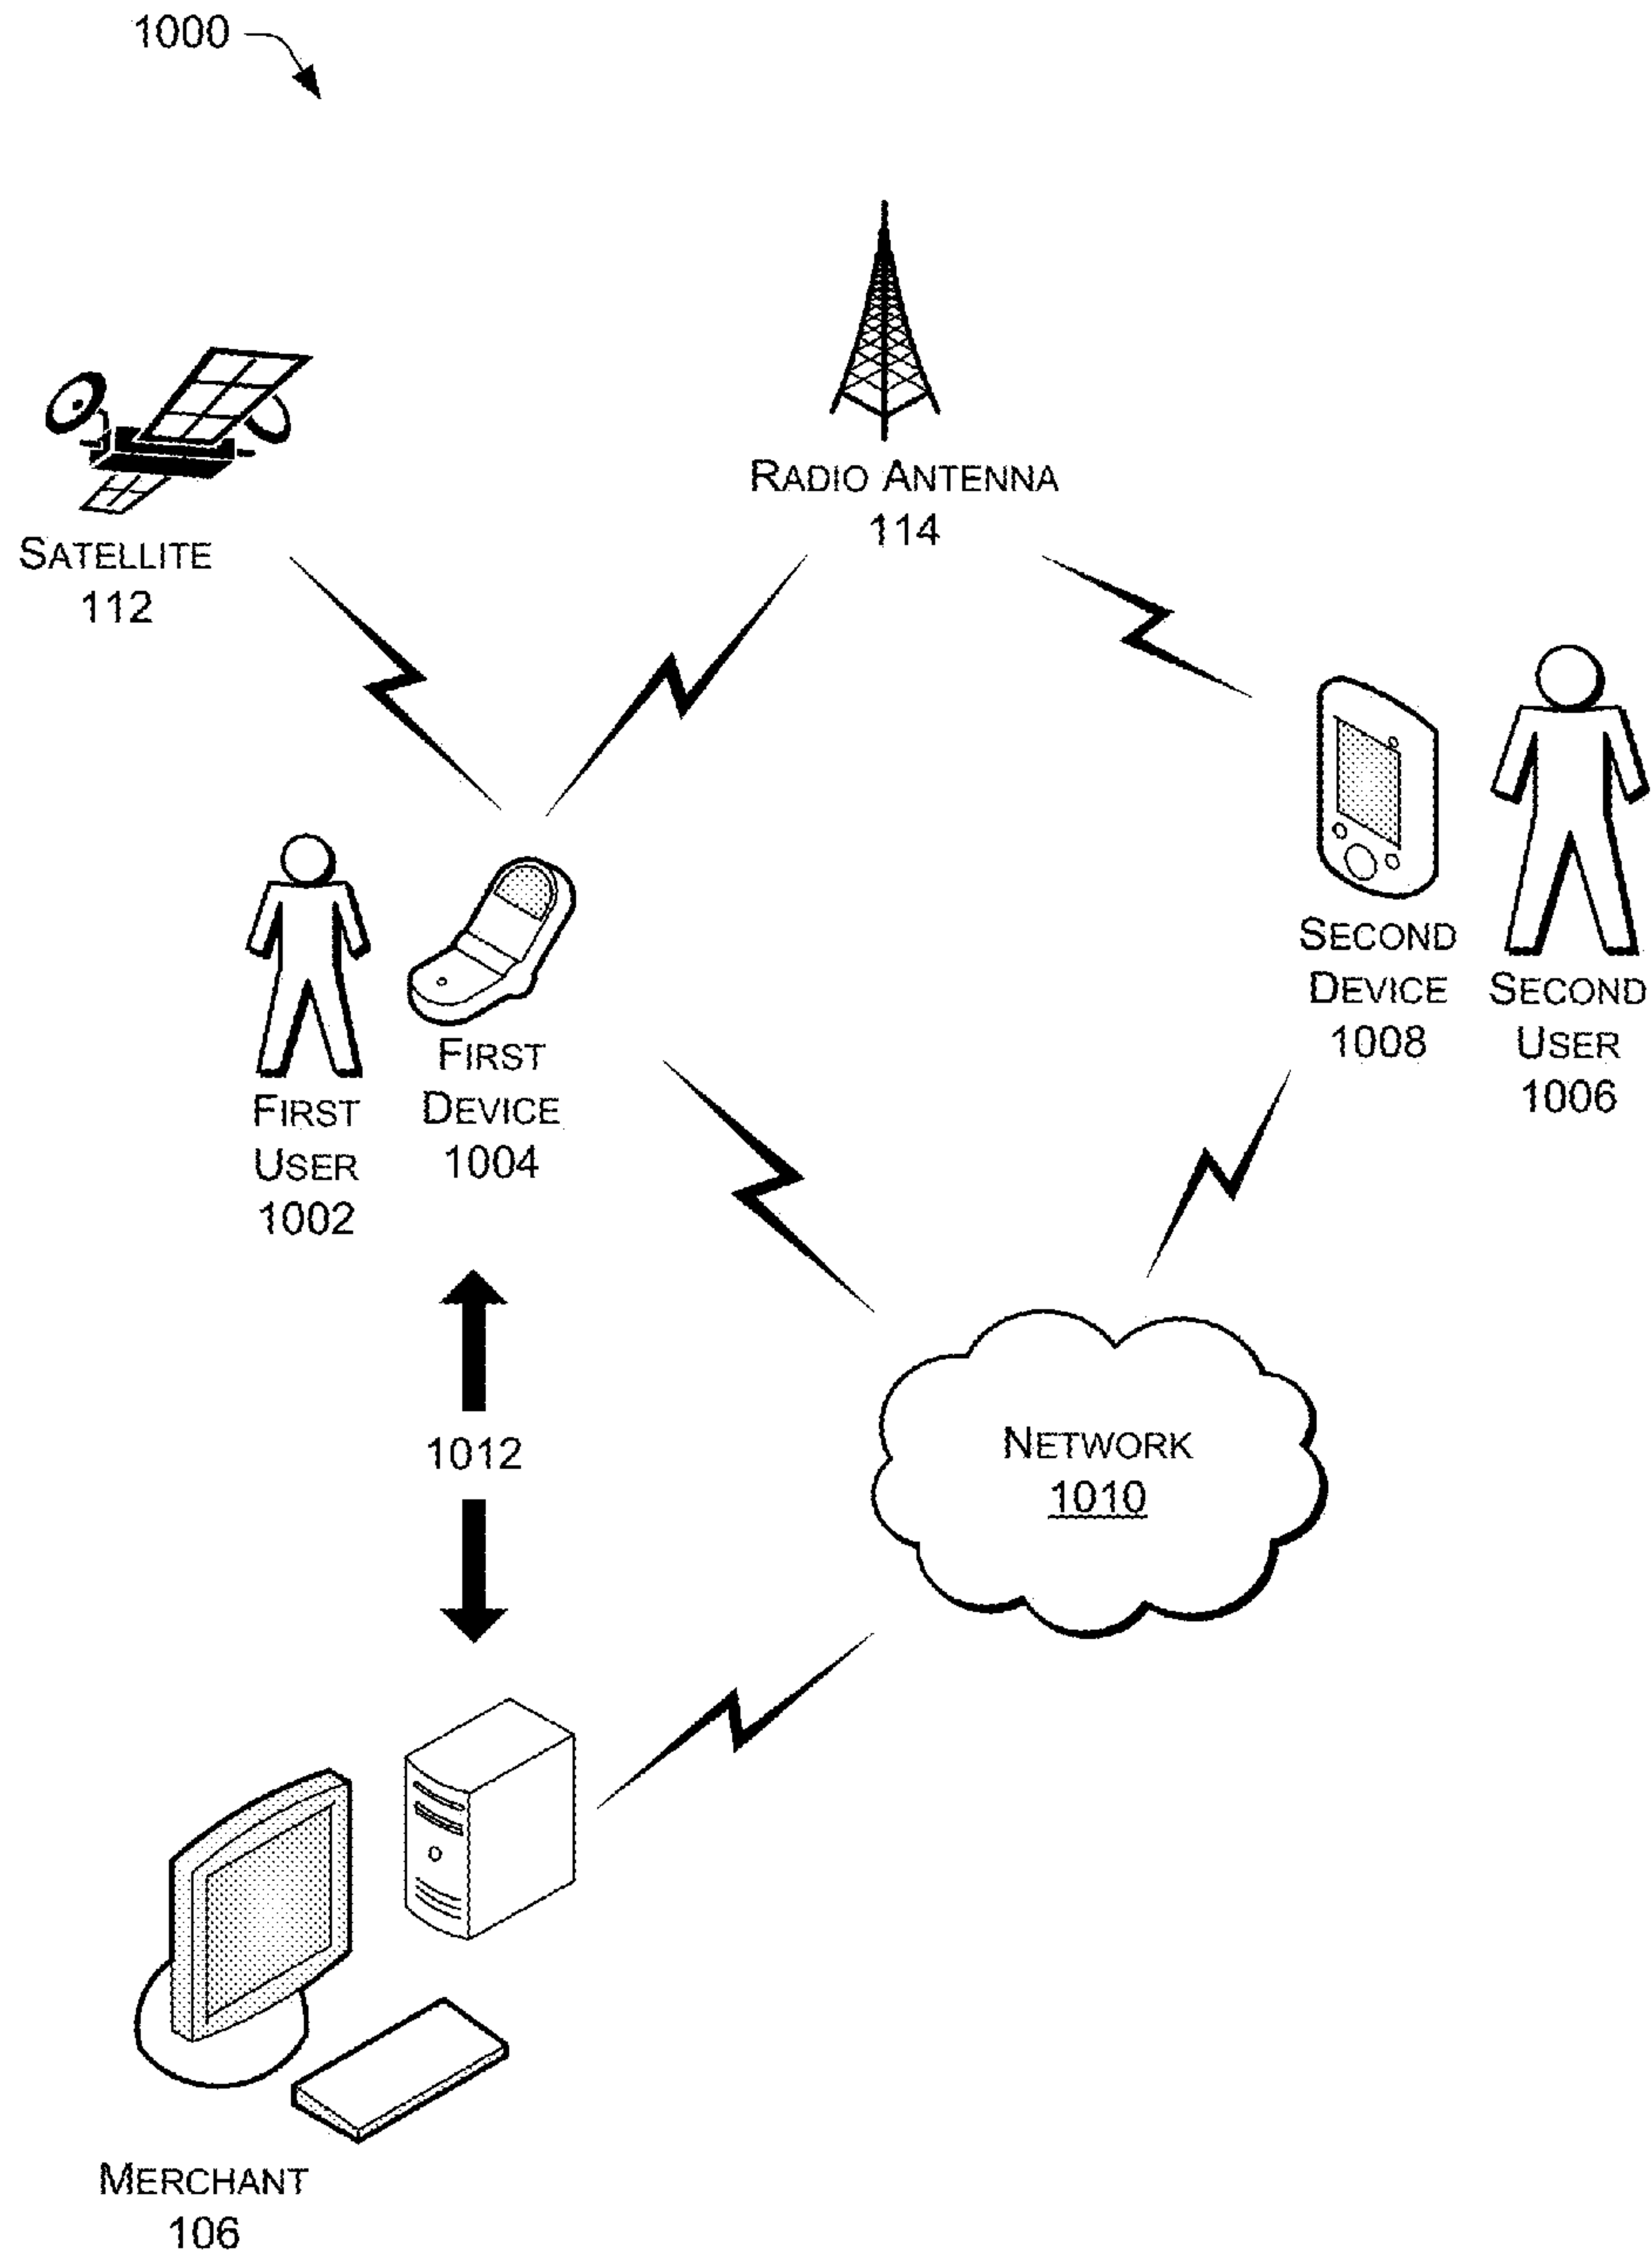 1000
RADIO ANTENNA
114
SATELLITE
112
SECOND
DEVICE
1008
SECOND
USER
1006
FIRST
DEVICE
1004
FIRST
USER
1002
1012
NETWORK
1010
MERCHANT
106